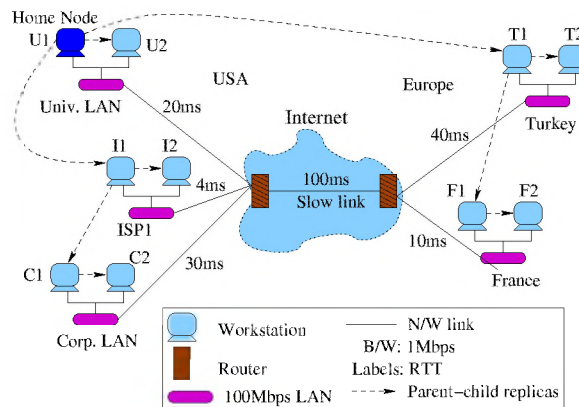 Home Node
U1
U2
Univ. LAN
USA
20ms
Internet
Europe
T1
T2
Turkey
40ms
I1
I2
4ms
ISP1
100ms
Slow link
F1
F2
10ms
France
30ms
C1
C2
Corp. LAN
Workstation
Router
100Mbps LAN
N/W link
B/W: 1Mbps
Labels: RTT
Parent-child replicas